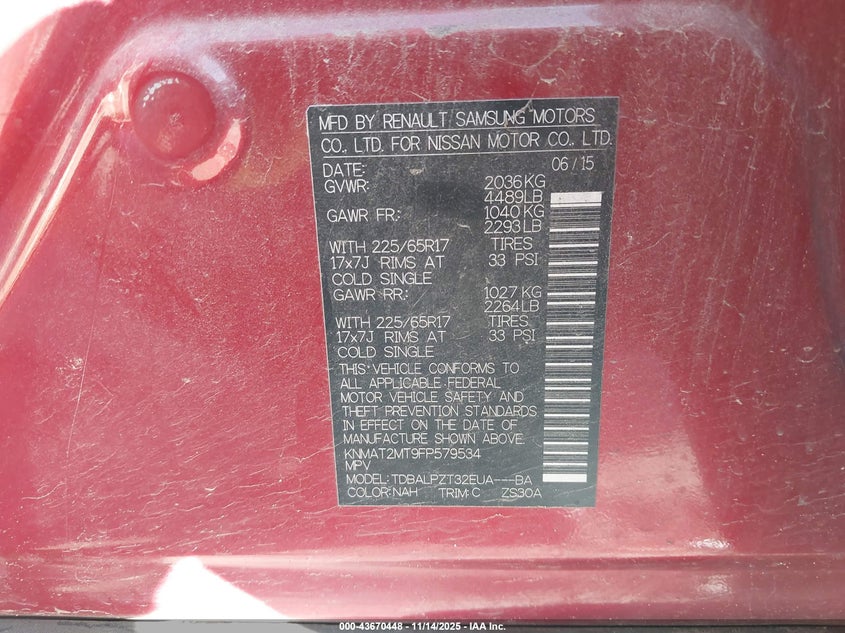 MFD BY RENAULT SAMSUNG MOTORS
CO., LTD. FOR NISSAN MOTOR CO., LTD.
DATE: 06/15
GVWR: 2036KG
4489LB
GAWR FR.: 1040KG
2293LB
WITH 225/65R17 TIRES
17x7J RIMS AT 33 PSI
COLD SINGLE
GAWR RR.: 1027KG
2264LB
WITH 225/65R17 TIRES
17x7J RIMS AT 33 PSI
COLD SINGLE
THIS VEHICLE CONFORMS TO
ALL APPLICABLE FEDERAL
MOTOR VEHICLE SAFETY AND
THEFT PREVENTION STANDARDS
IN EFFECT ON THE DATE OF
MANUFACTURE SHOWN ABOVE.
KNMAT2MT9FP579534
MPV
MODEL: TDBALPZT32EUA---BA
COLOR: NAH TRIM: C ZS30A
000-43670448 - 11/14/2025 - IAA Inc.